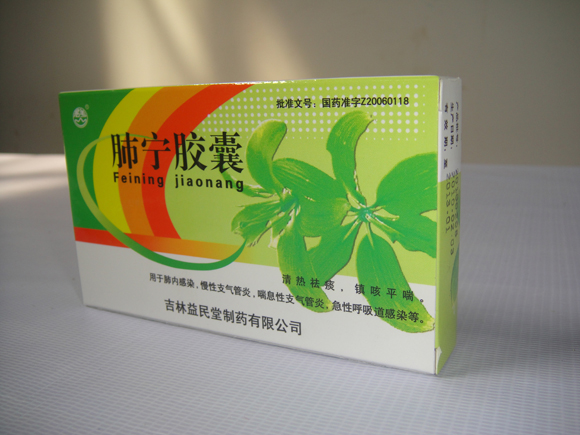 批准文号：国药准字Z20060118
肺宁胶囊
Feining jiaonang
清热祛痰，镇咳平喘。
用于肺内感染，慢性支气管炎，喘息性支气管炎，急性呼吸道感染等。
吉林益民堂制药有限公司